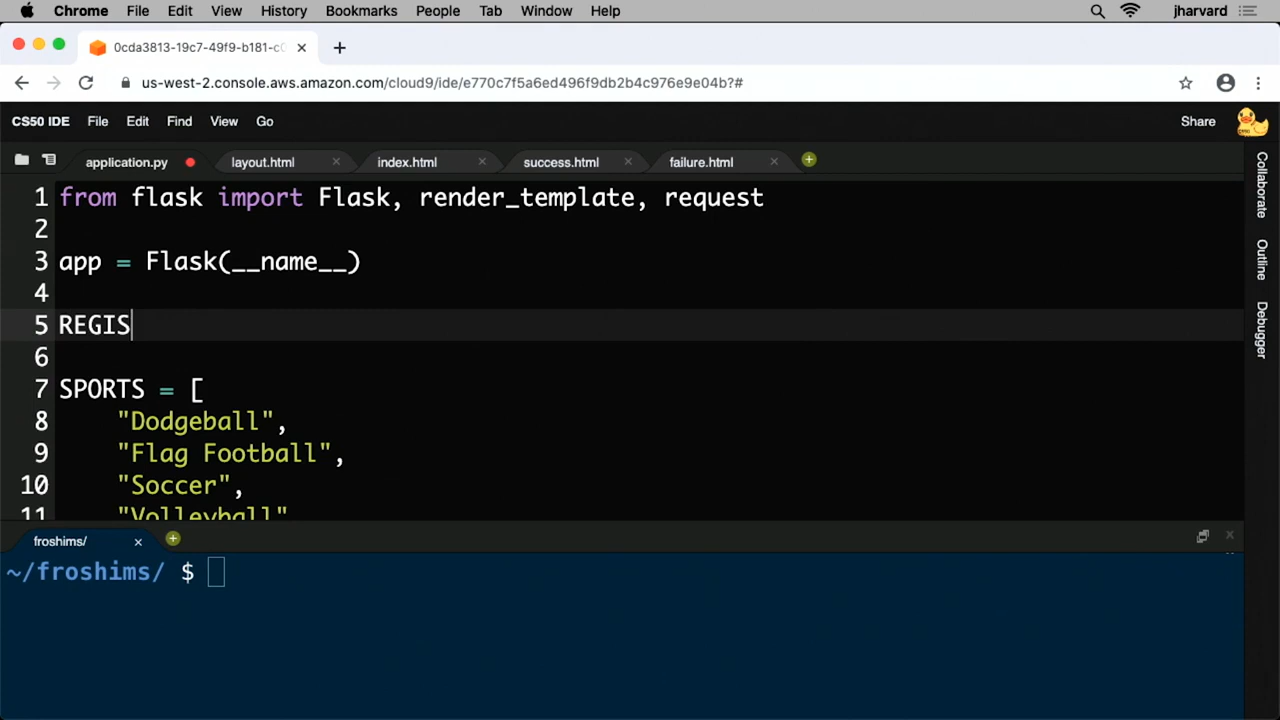 Chrome File Edit View History Bookmarks People Tab Window Help jharvard
0cda3813-19c7-49f9-b181-c0
us-west-2.console.aws.amazon.com/cloud9/ide/e770c7f5a6ed496f9db2b4c976e9e04b?#
CS50 IDE File Edit Find View Go Share
application.py layout.html index.html success.html failure.html
1 from flask import Flask, render_template, request
2
3 app = Flask(__name__)
4
5 REGIS
6
7 SPORTS = [
8 "Dodgeball",
9 "Flag Football",
10 "Soccer",
11 "Volleyball"
Collaborate
Outline
Debugger
froshims/
~/froshims/ $